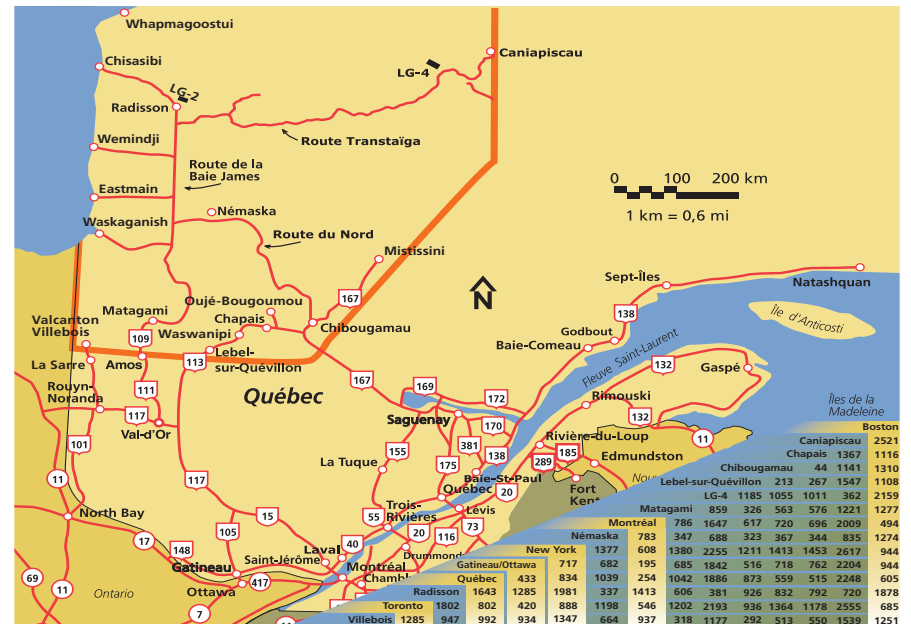 Whapmagoostui
Chisasibi
LG-2
Radisson
LG-4
Caniapiscau
Route Transtaïga
Wemindji
Route de la
Baie James
Eastmain
Némaska
Waskaganish
Route du Nord
Mistissini
0 100 200 km
1 km = 0,6 mi
N
Sept-Îles
Natashquan
138
Île d'Anticosti
Godbout
Baie-Comeau
Fleuve Saint-Laurent
167
Oujé-Bougoumou
Matagami
Chapais
Waswanipi
Chibougamau
Valcanton
Villebois
109
La Sarre
Amos
113
Lebel-
sur-Quévillon
Rouyn-
Noranda
111
117
Val-d'Or
Québec
167
169
172
132
Gaspé
Rimouski
132
Îles de la
Madeleine
Saguenay
170
101
155
381
138
Rivière-du-Loup
11
La Tuque
175
289
185
Edmundston
Baie-St-Paul
11
117
Québec
20
Fort
Kent
Nou
North Bay
15
Trois-
Rivières
55
Lévis
17
105
20
116
73
148
Laval
40
Drummond
Saint-Jérôme
Gatineau
Montréal
69
11
Ottawa
417
Chambl
Ontario
7
Boston
Caniapiscau 2521
Chapais 1367 1116
Chibougamau 44 1141 1310
Lebel-sur-Quévillon 213 267 1547 1108
LG-4 1185 1055 1011 362 2159
Matagami 859 326 563 576 1221 1277
Montréal 786 1647 617 720 696 2009 494
Némaska 783 347 688 323 367 344 835 1274
New York 1377 608 1380 2255 1211 1413 1453 2617 944
Gatineau/Ottawa 717 682 195 685 1842 516 718 762 2204 944
Québec 433 834 1039 254 1042 1886 873 559 515 2248 605
Radisson 1643 1285 1981 337 1413 606 381 926 832 792 720 1878
Toronto 1802 802 420 888 1198 546 1202 2193 936 1364 1178 2555 685
Villebois 1285 947 992 934 1347 664 937 318 1177 292 513 550 1539 1251